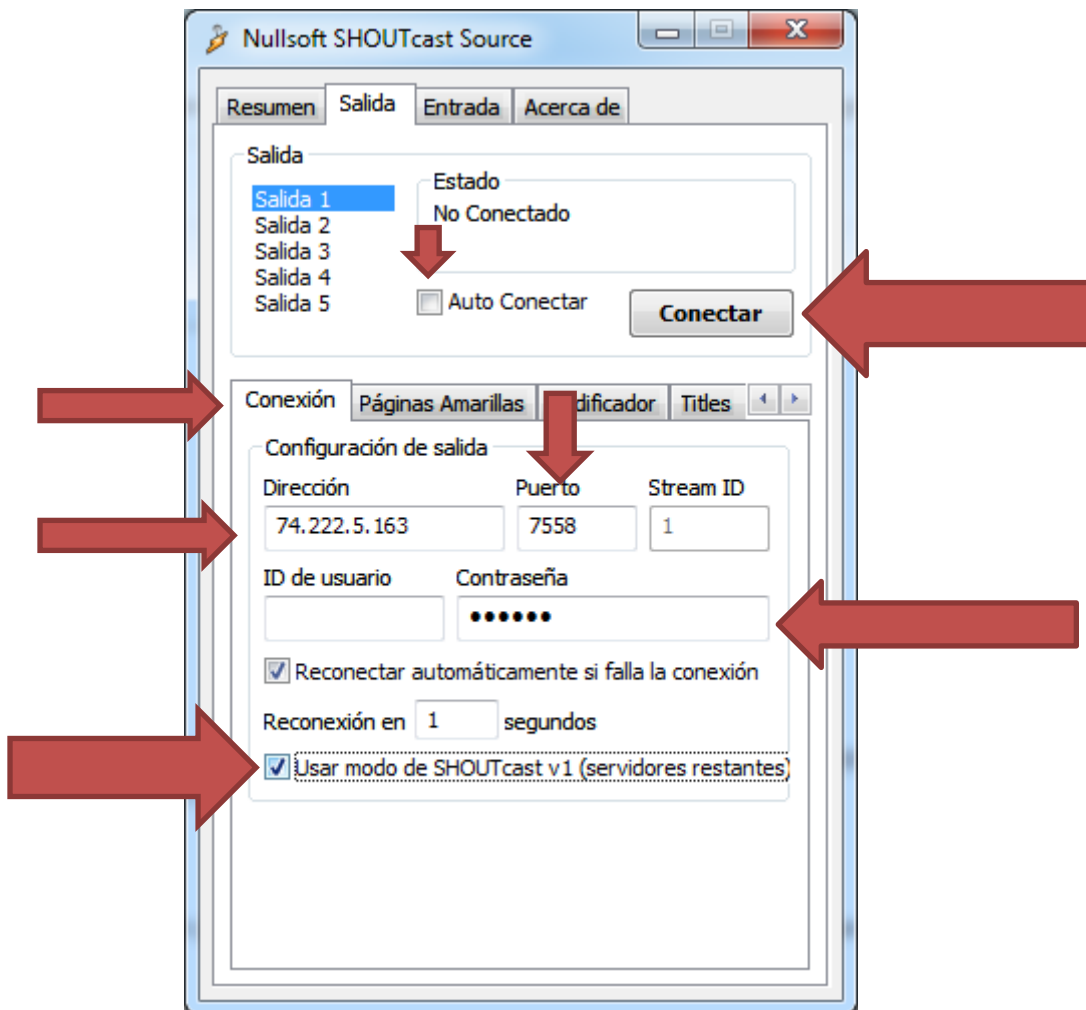 Nullsoft SHOUTcast Source
Resumen Salida Entrada Acerca de
Salida
Salida 1
Salida 2
Salida 3
Salida 4
Salida 5
Estado
No Conectado
Auto Conectar
Conectar
Conexión Páginas Amarillas dificador Titles
Configuración de salida
Dirección Puerto Stream ID
74.222.5.163 7558 1
ID de usuario Contraseña
••••••
Reconectar automáticamente si falla la conexión
Reconexión en 1 segundos
Usar modo de SHOUTcast v1 (servidores restantes)